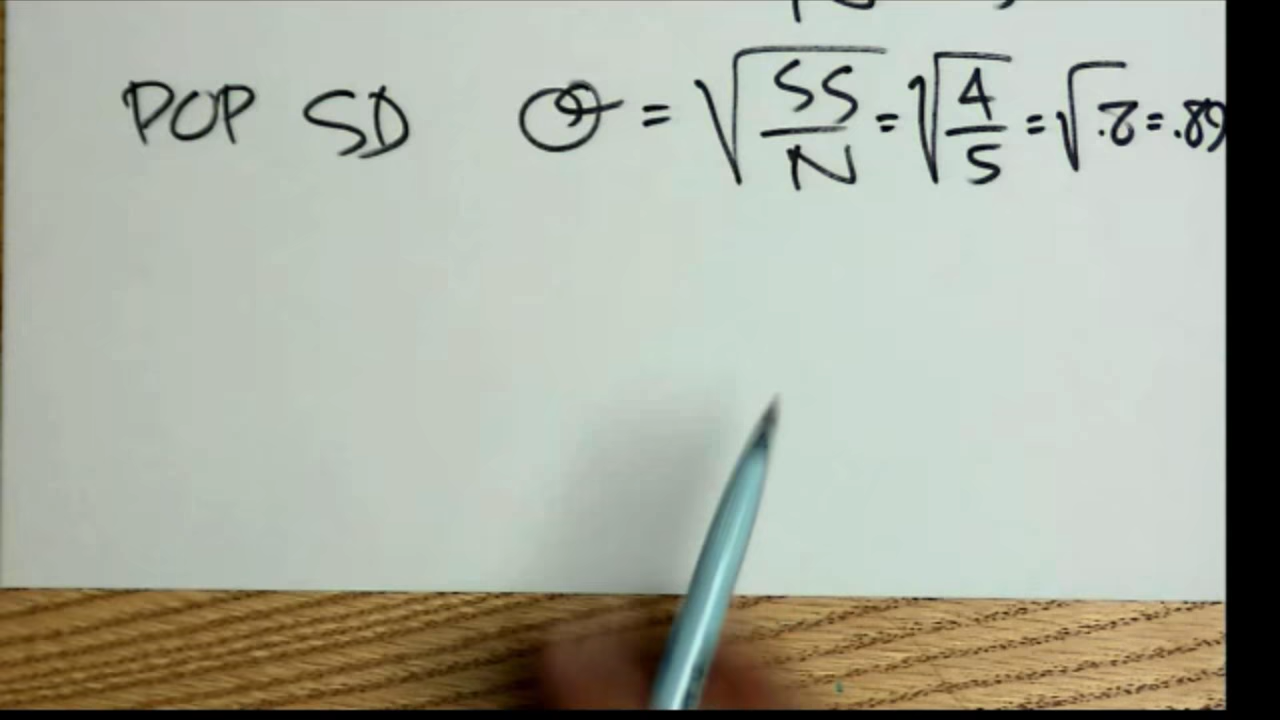 POP SD σ = √SS/N = √4/5 = √.8 = .89